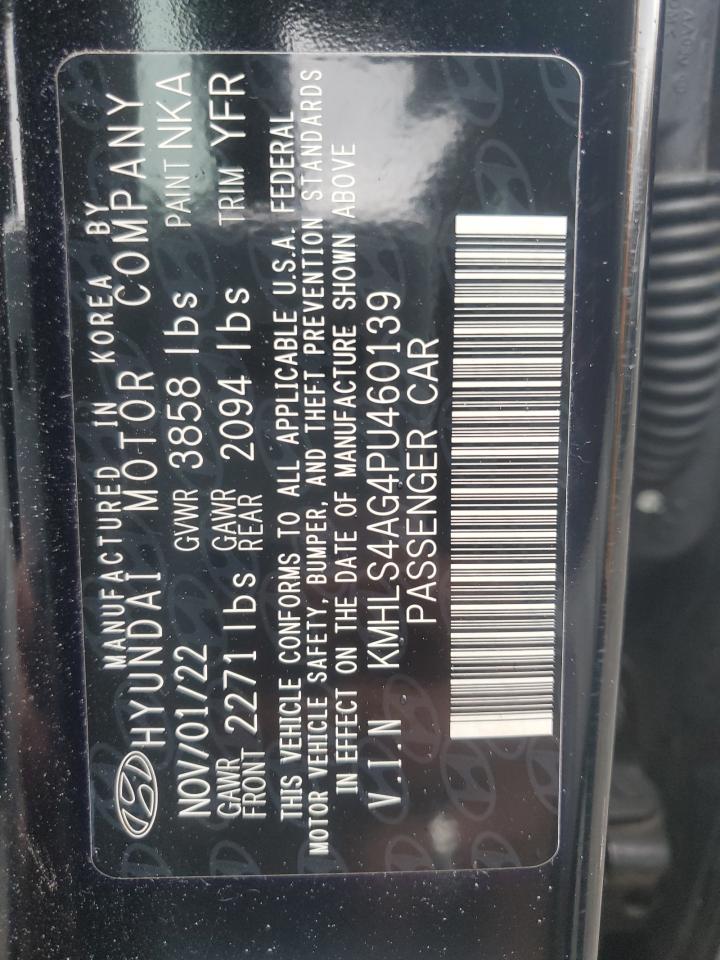 MANUFACTURED IN KOREA BY
HYUNDAI MOTOR COMPANY
NOV/01/22 GVWR 3858 lbs PAINT NKA
GAWR FRONT 2271 lbs GAWR REAR 2094 lbs TRIM YFR
THIS VEHICLE CONFORMS TO ALL APPLICABLE U.S.A. FEDERAL
MOTOR VEHICLE SAFETY, BUMPER, AND THEFT PREVENTION STANDARDS
IN EFFECT ON THE DATE OF MANUFACTURE SHOWN ABOVE
V.I.N KMHLS4AG4PU460139
PASSENGER CAR